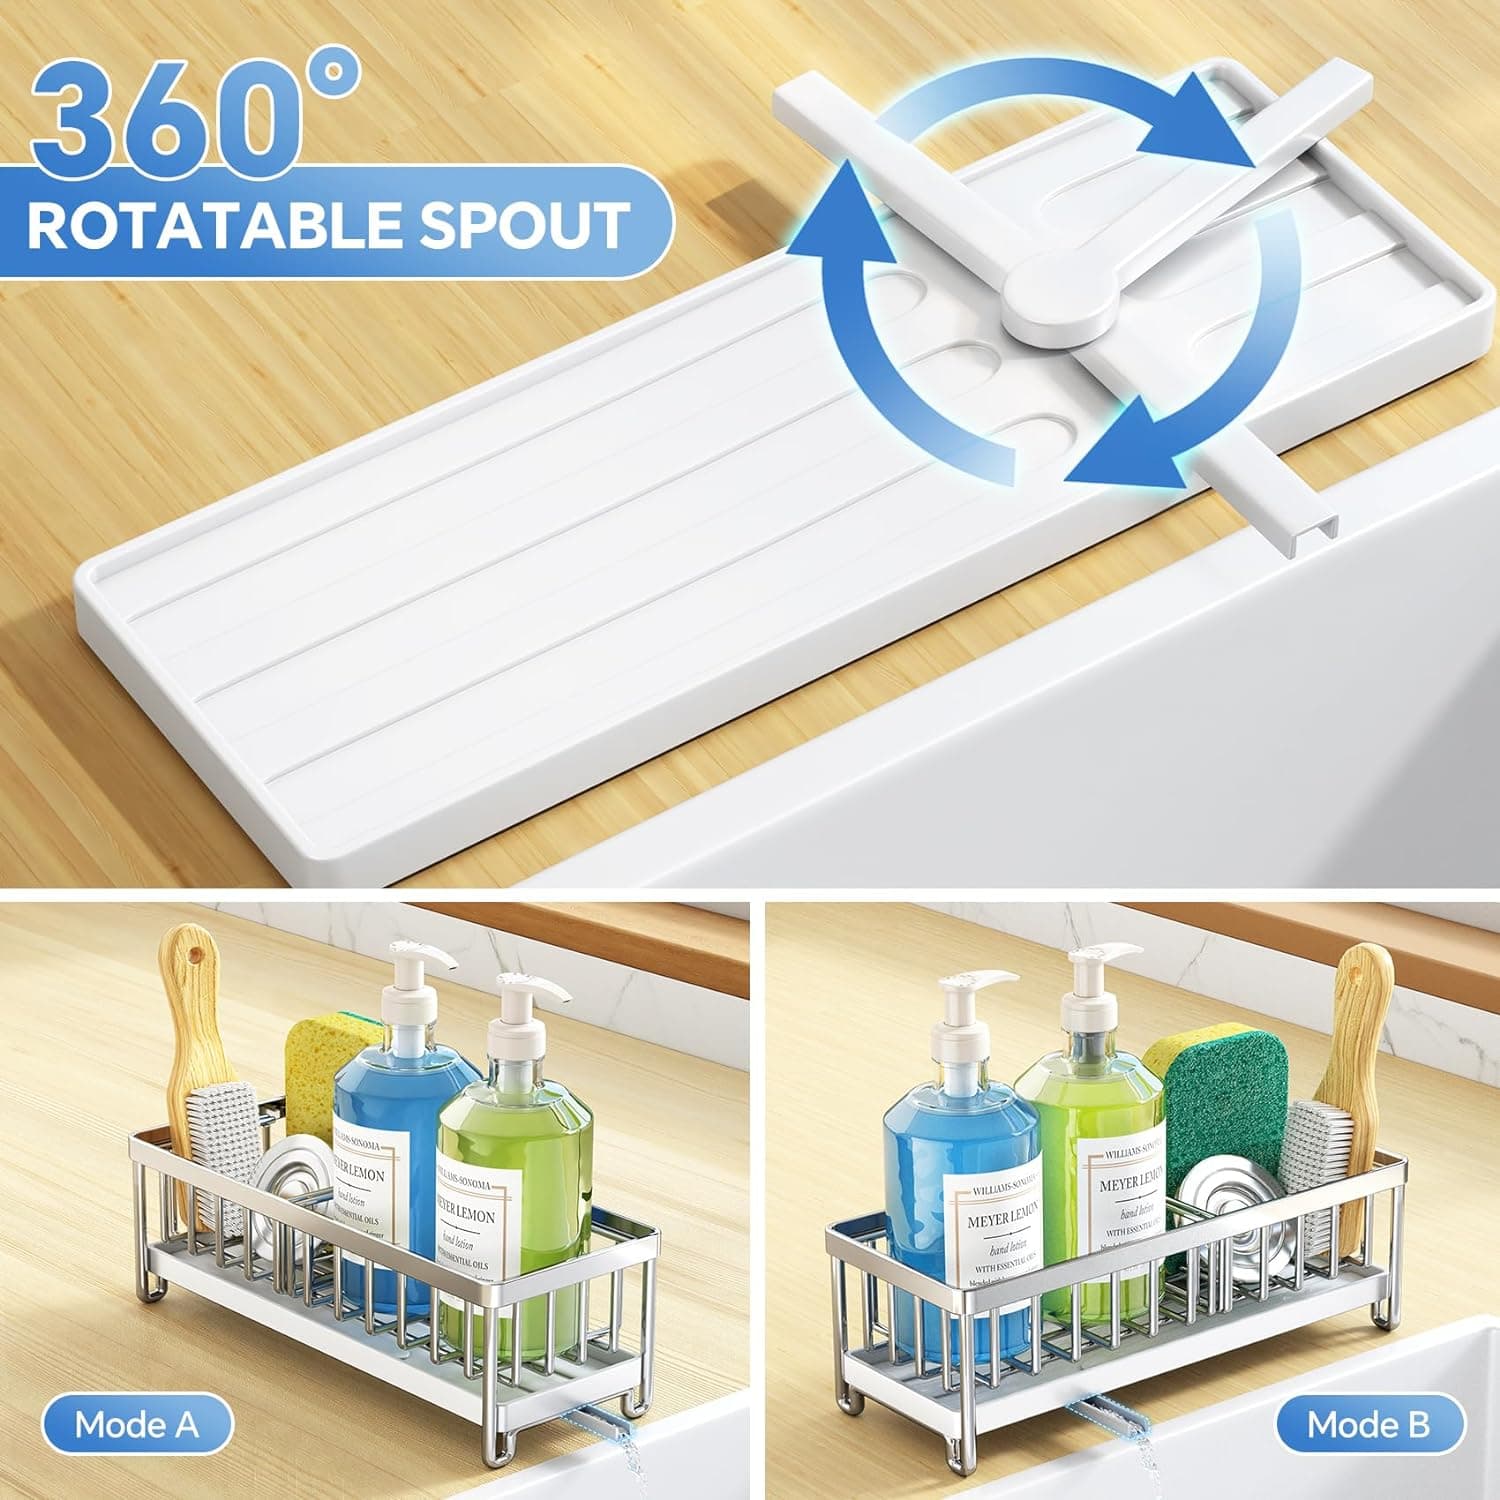 360°
ROTATABLE SPOUT
WILLIAMS-SONOMA
MEYER LEMON
hand lotion
ESSENTIAL OILS
WILLIAMS-SONOMA
MEYER LEMON
hand lotion
WITH ESSENTIAL OILS
Mode A
WILLIAMS-SONOMA
MEYER LEMON
hand lotion
WITH ESSENTIAL OILS
WILLIAMS-SONOMA
MEYER LEMON
hand lotion
WITH ESSENTIAL
Mode B